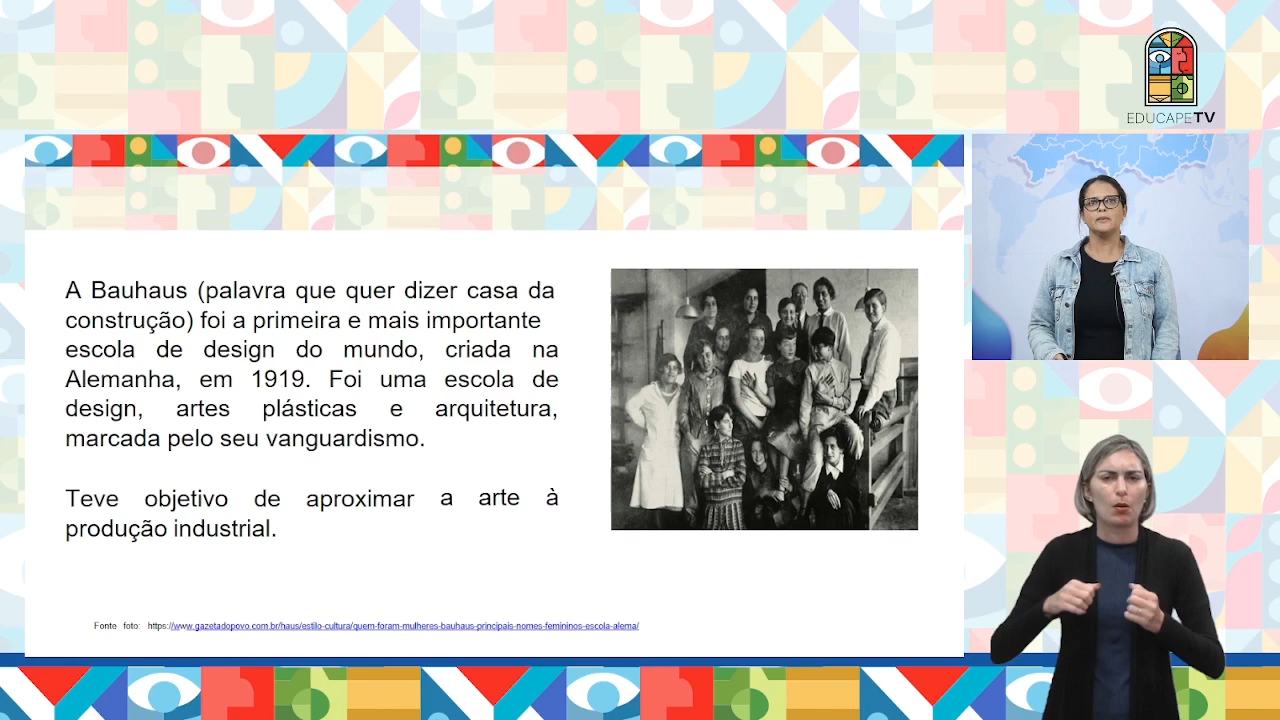 EDUCAPETV
A Bauhaus (palavra que quer dizer casa da
construção) foi a primeira e mais importante
escola de design do mundo, criada na
Alemanha, em 1919. Foi uma escola de
design, artes plásticas e arquitetura,
marcada pelo seu vanguardismo.
Teve objetivo de aproximar a arte à
produção industrial.
Fonte foto: https://www.gazetadopovo.com.br/haus/estilo-cultura/quem-foram-mulheres-bauhaus-principais-nomes-femininos-escola-alema/